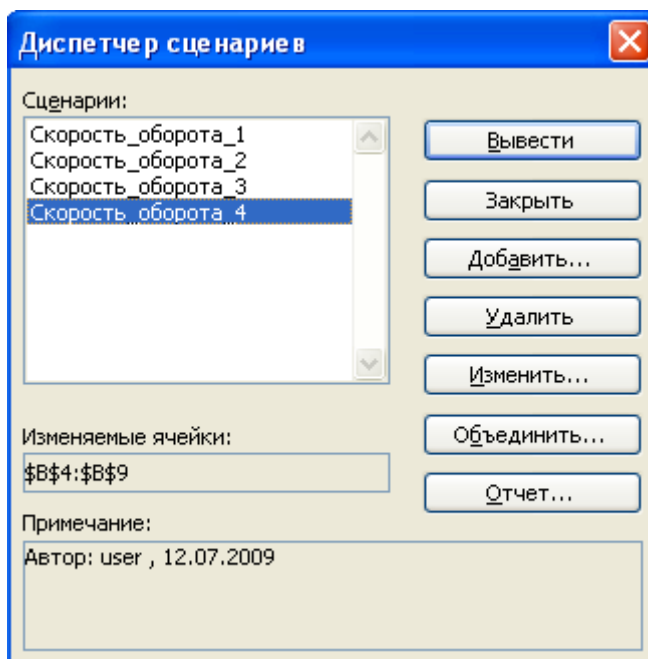 Диспетчер сценариев
Сценарии:
Скорость_оборота_1
Скорость_оборота_2
Скорость_оборота_3
Скорость_оборота_4
Вывести
Закрыть
Добавить...
Удалить
Изменить...
Объединить...
Отчет...
Изменяемые ячейки:
$B$4:$B$9
Примечание:
Автор: user , 12.07.2009